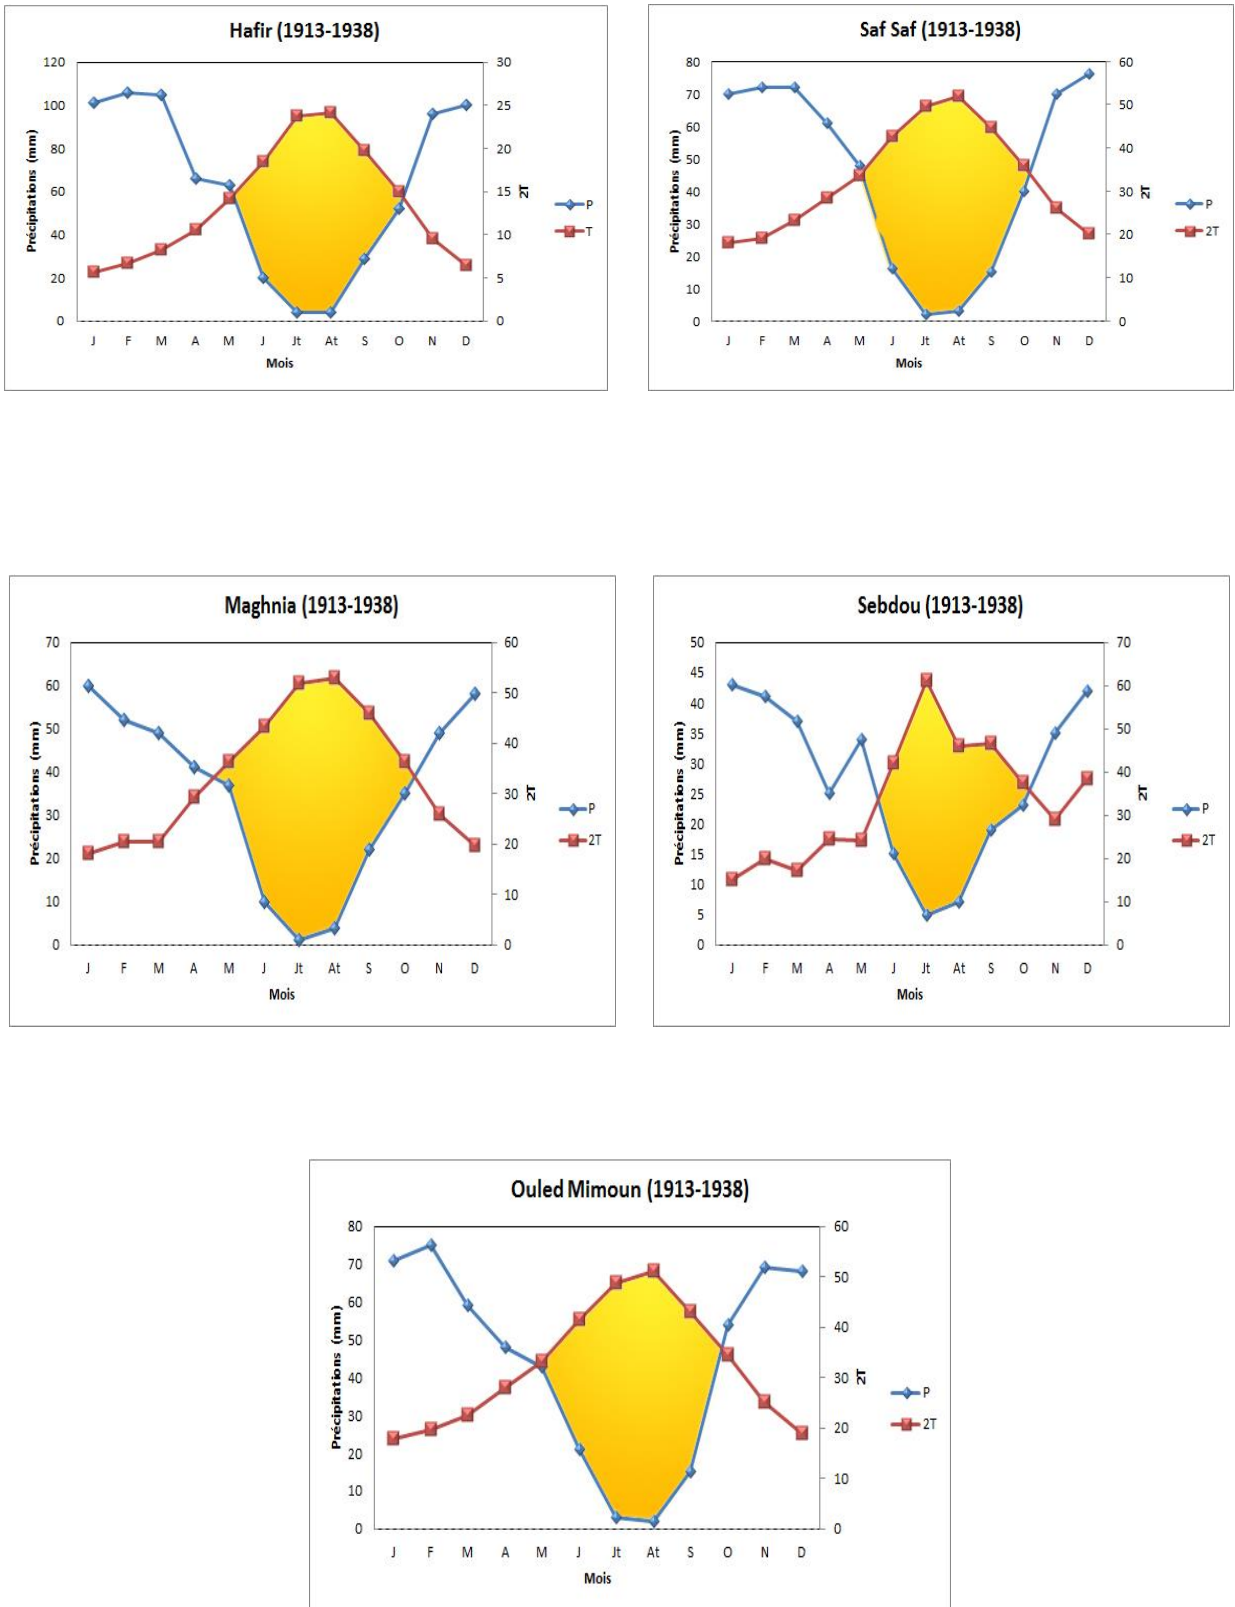 Hafir (1913-1938)
120 100 80 60 40 20 0
Précipitations (mm)
30 25 20 15 10 5 0
2T
P
T
J F M A M J Jt At S O N D
Mois
Saf Saf (1913-1938)
80 70 60 50 40 30 20 10 0
Précipitations (mm)
60 50 40 30 20 10 0
2T
P
2T
J F M A M J Jt At S O N D
Mois
Maghnia (1913-1938)
70 60 50 40 30 20 10 0
Précipitations (mm)
60 50 40 30 20 10 0
2T
P
2T
J F M A M J Jt At S O N D
Mois
Sebdou (1913-1938)
50 45 40 35 30 25 20 15 10 5 0
Précipitations (mm)
70 60 50 40 30 20 10 0
2T
P
2T
J F M A M J Jt At S O N D
Mois
Ouled Mimoun (1913-1938)
80 70 60 50 40 30 20 10 0
Précipitations (mm)
60 50 40 30 20 10 0
2T
P
2T
J F M A M J Jt At S O N D
Mois